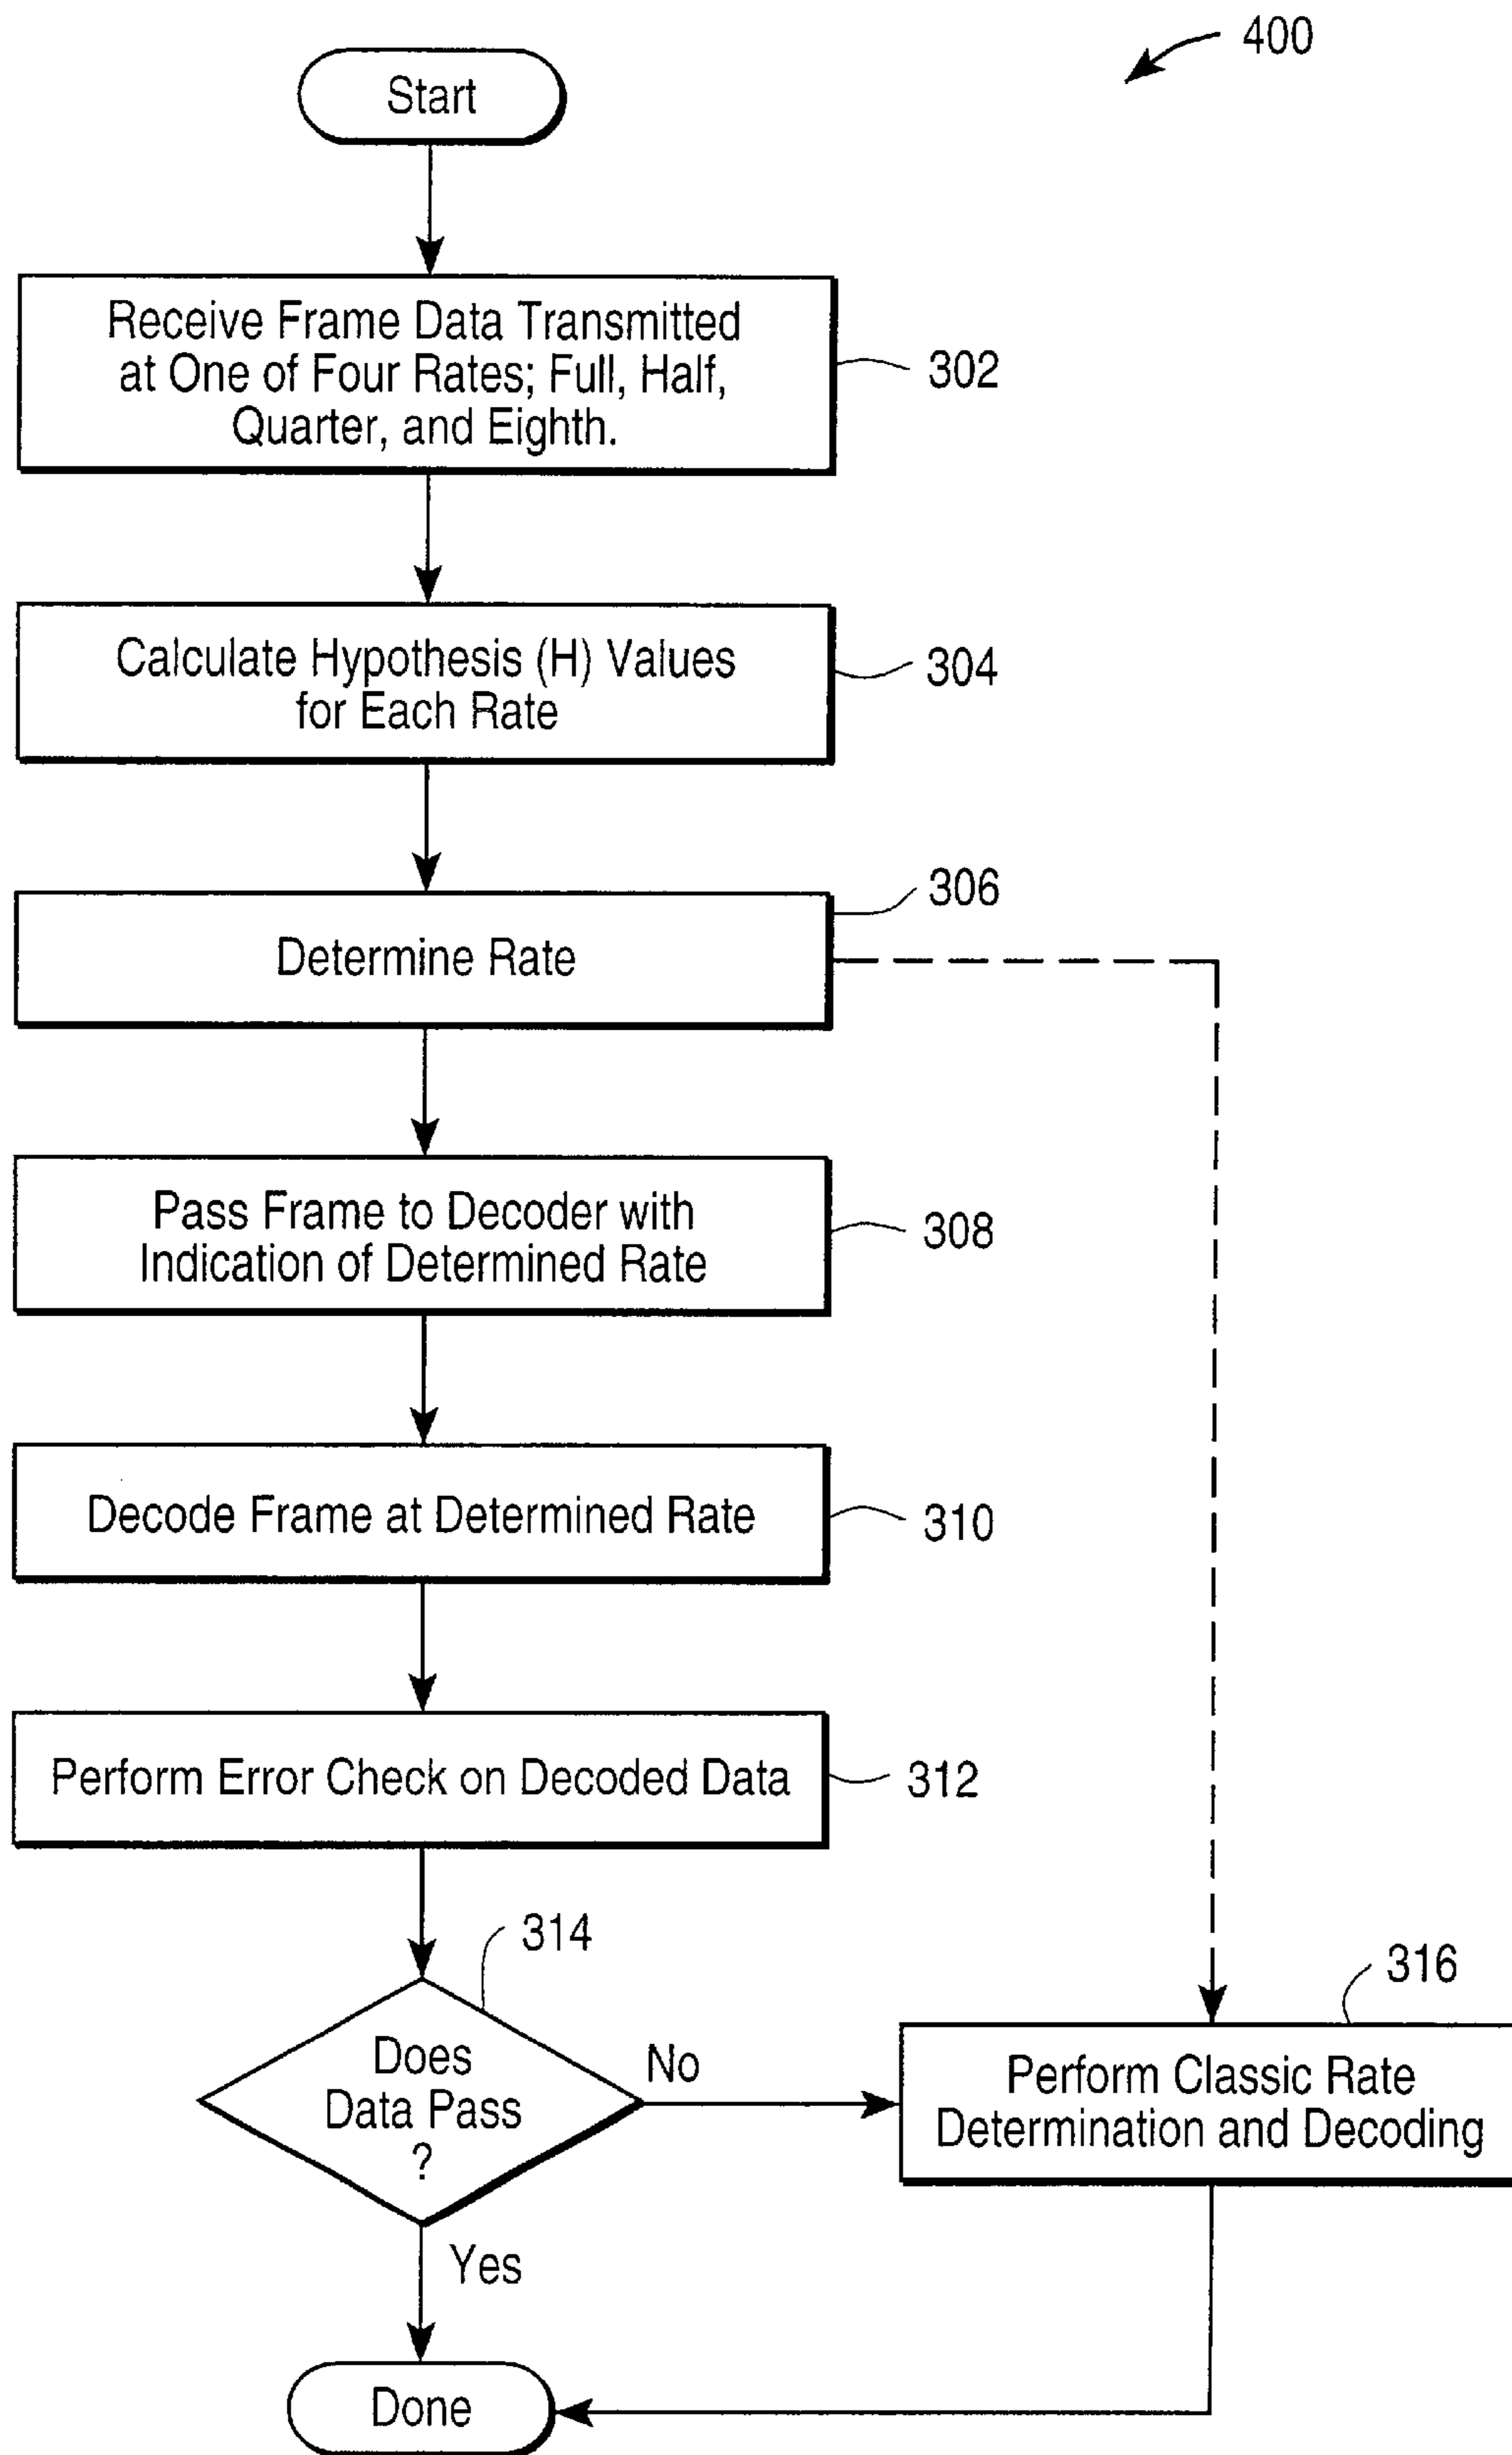 400
Start
Receive Frame Data Transmitted
at One of Four Rates; Full, Half,
Quarter, and Eighth.
302
Calculate Hypothesis (H) Values
for Each Rate
304
306
Determine Rate
Pass Frame to Decoder with
Indication of Determined Rate
308
Decode Frame at Determined Rate
310
Perform Error Check on Decoded Data
312
314
Does
Data Pass
?
No
316
Perform Classic Rate
Determination and Decoding
Yes
Done